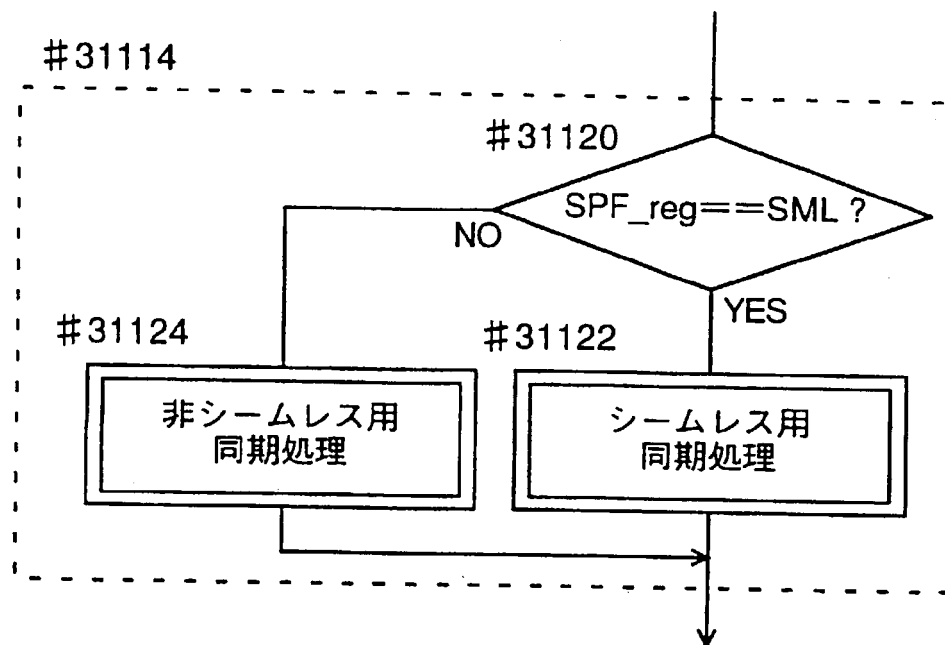 #31114
#31120
SPF_reg==SML ?
NO
YES
#31124
#31122
非シームレス用
同期処理
シームレス用
同期処理